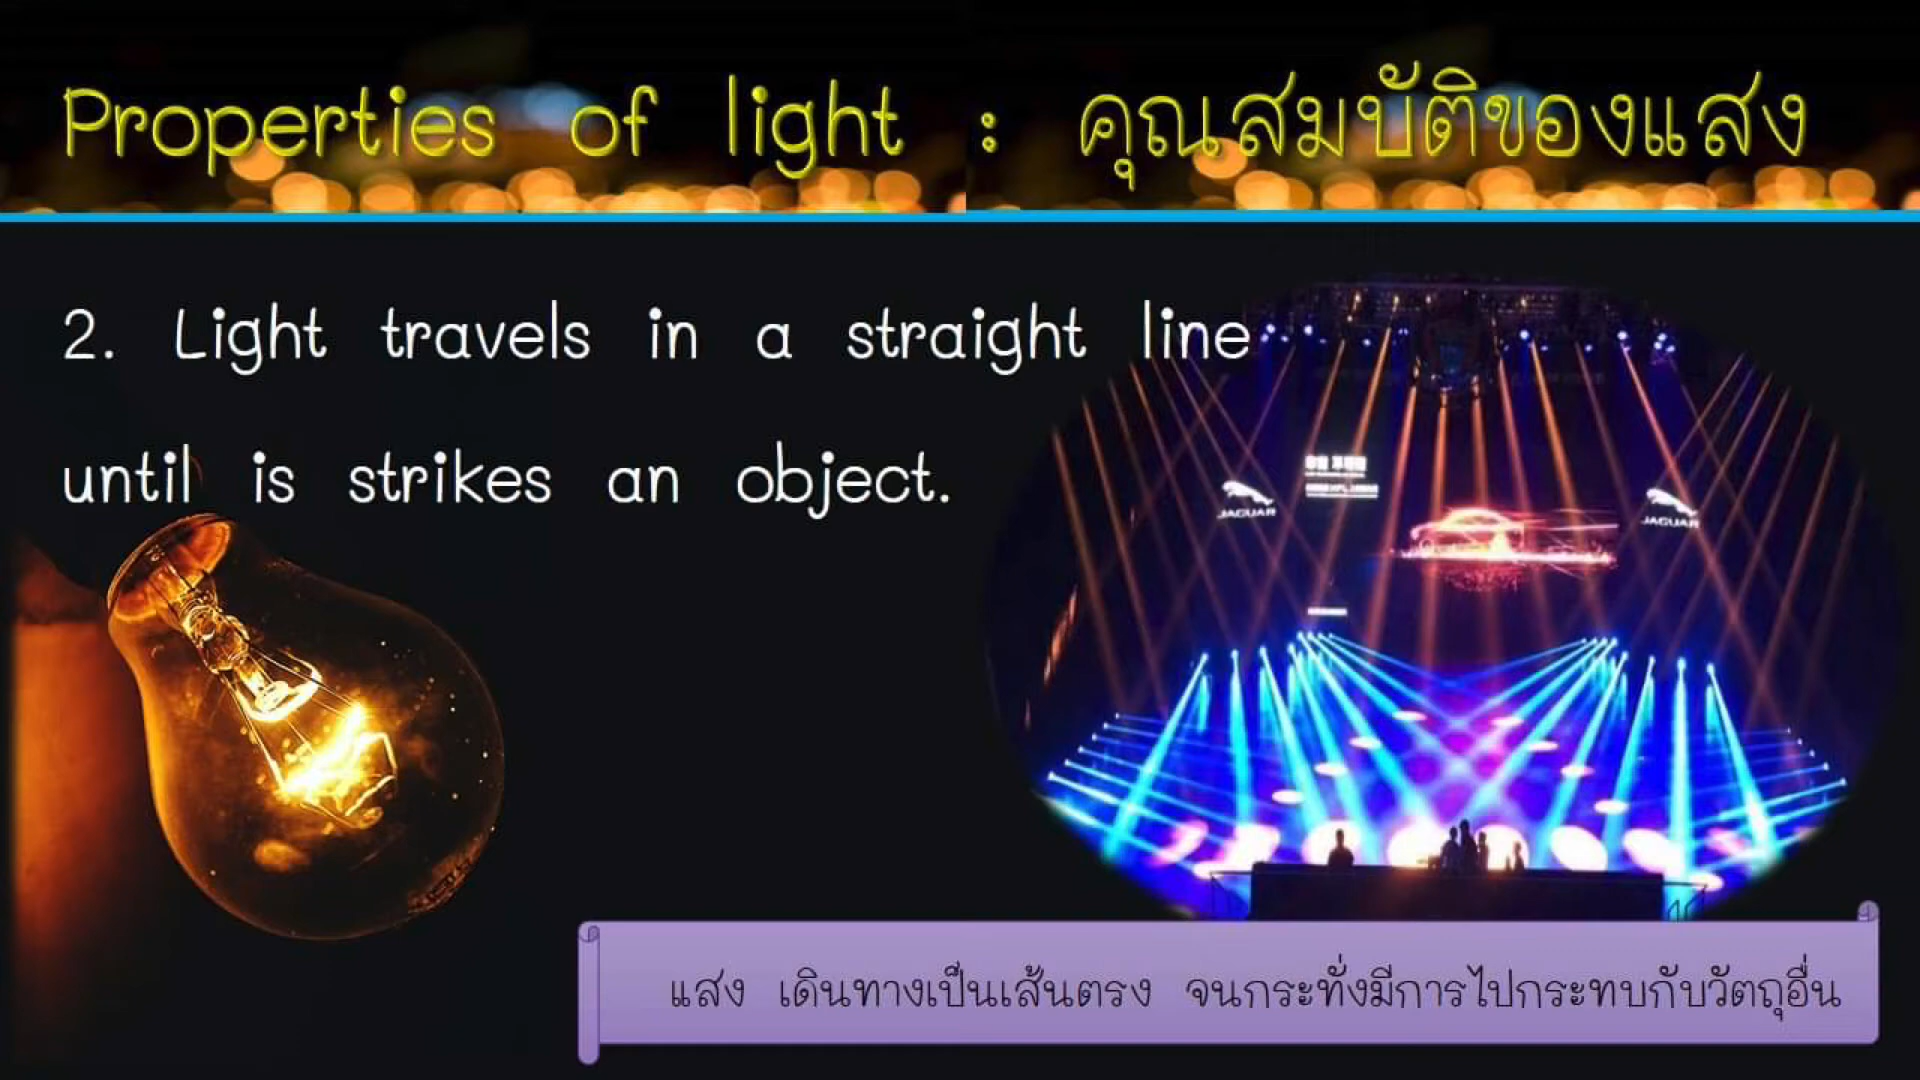 Properties of light : คุณสมบัติของแสง
2. Light travels in a straight line
until is strikes an object.
JAGUAR
JAGUAR
แสง เดินทางเป็นเส้นตรง จนกระทั่งมีการไปกระทบกับวัตถุอื่น